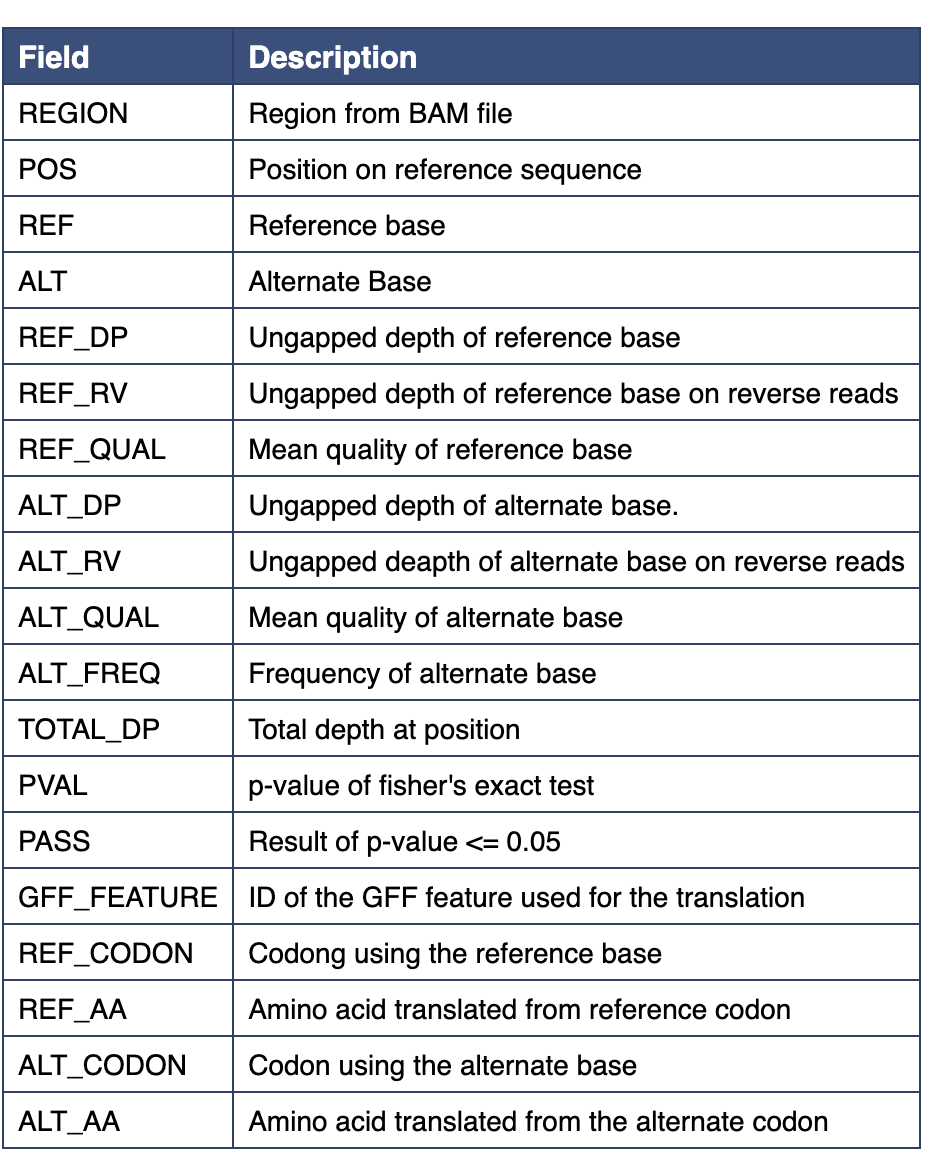 Field Description
REGION Region from BAM file
POS Position on reference sequence
REF Reference base
ALT Alternate Base
REF_DP Ungapped depth of reference base
REF_RV Ungapped depth of reference base on reverse reads
REF_QUAL Mean quality of reference base
ALT_DP Ungapped depth of alternate base.
ALT_RV Ungapped deapth of alternate base on reverse reads
ALT_QUAL Mean quality of alternate base
ALT_FREQ Frequency of alternate base
TOTAL_DP Total depth at position
PVAL p-value of fisher's exact test
PASS Result of p-value <= 0.05
GFF_FEATURE ID of the GFF feature used for the translation
REF_CODON Codong using the reference base
REF_AA Amino acid translated from reference codon
ALT_CODON Codon using the alternate base
ALT_AA Amino acid translated from the alternate codon